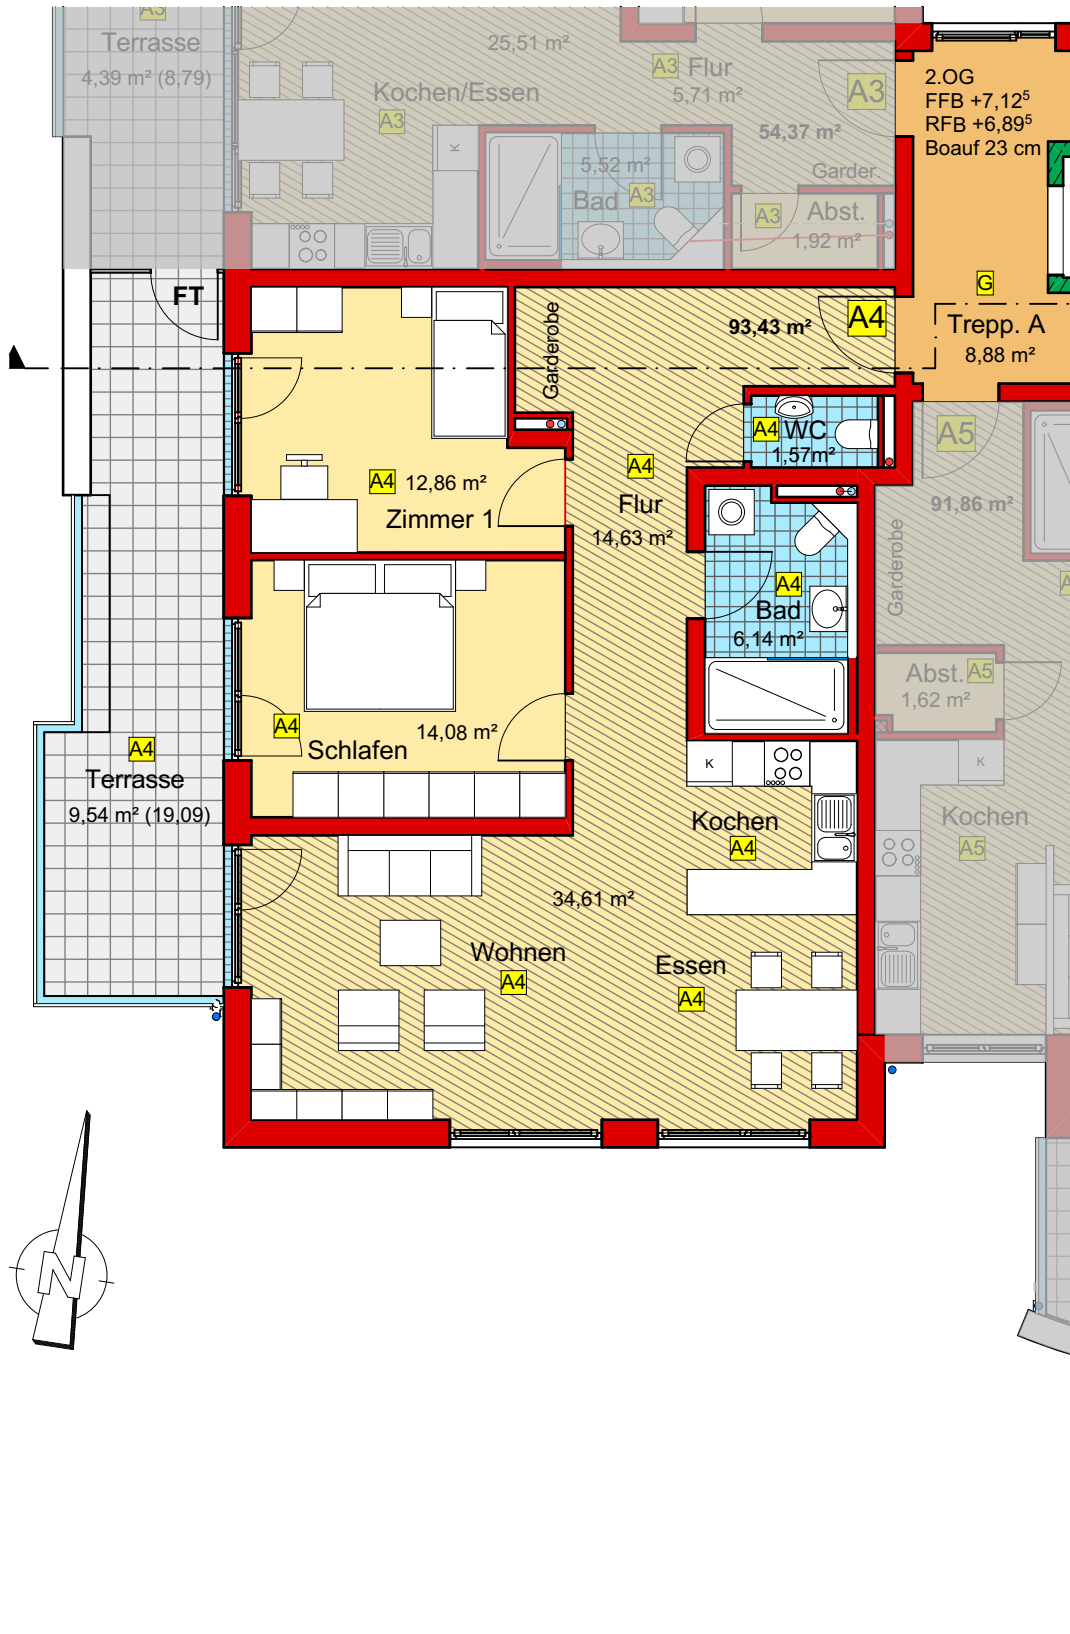 A3
Terrasse
4,39 m² (8,79)
25,51 m²
Kochen/Essen
A3
K
A3 Flur
5,71 m²
A3
54,37 m²
Garder.
5,52 m²
Bad A3
A3 Abst.
1,92 m²
2.OG
FFB +7,12⁵
RFB +6,89⁵
Boauf 23 cm
G
Trepp. A
8,88 m²
FT
Garderobe
93,43 m²
A4
A4 WC
1,57m²
A4 12,86 m²
Zimmer 1
A4
Flur
14,63 m²
A5
91,86 m²
Garderobe
A4
Bad
6,14 m²
Abst. A5
1,62 m²
A4
Schlafen
14,08 m²
A4
Terrasse
9,54 m² (19,09)
K
Kochen
A4
K
Kochen
A5
34,61 m²
Wohnen
A4
Essen
A4
N